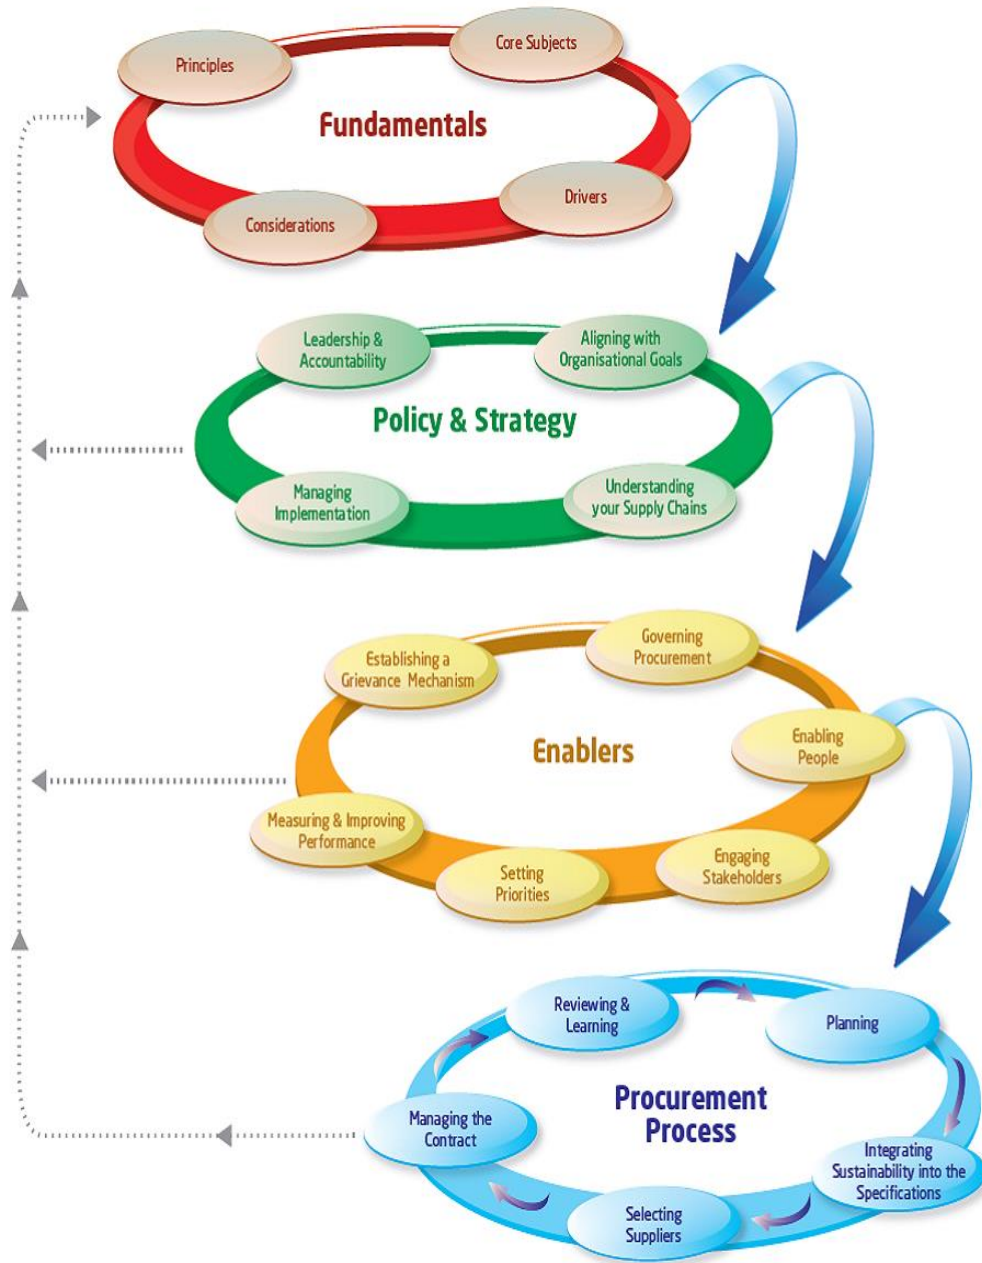 Principles
Core Subjects
Fundamentals
Considerations
Drivers
Leadership &
Accountability
Aligning with
Organisational Goals
Policy & Strategy
Managing
Implementation
Understanding
your Supply Chains
Establishing a
Grievance Mechanism
Governing
Procurement
Enablers
Enabling
People
Measuring & Improving
Performance
Setting
Priorities
Engaging
Stakeholders
Reviewing &
Learning
Planning
Procurement
Process
Managing the
Contract
Integrating
Sustainability into the
Specifications
Selecting
Suppliers